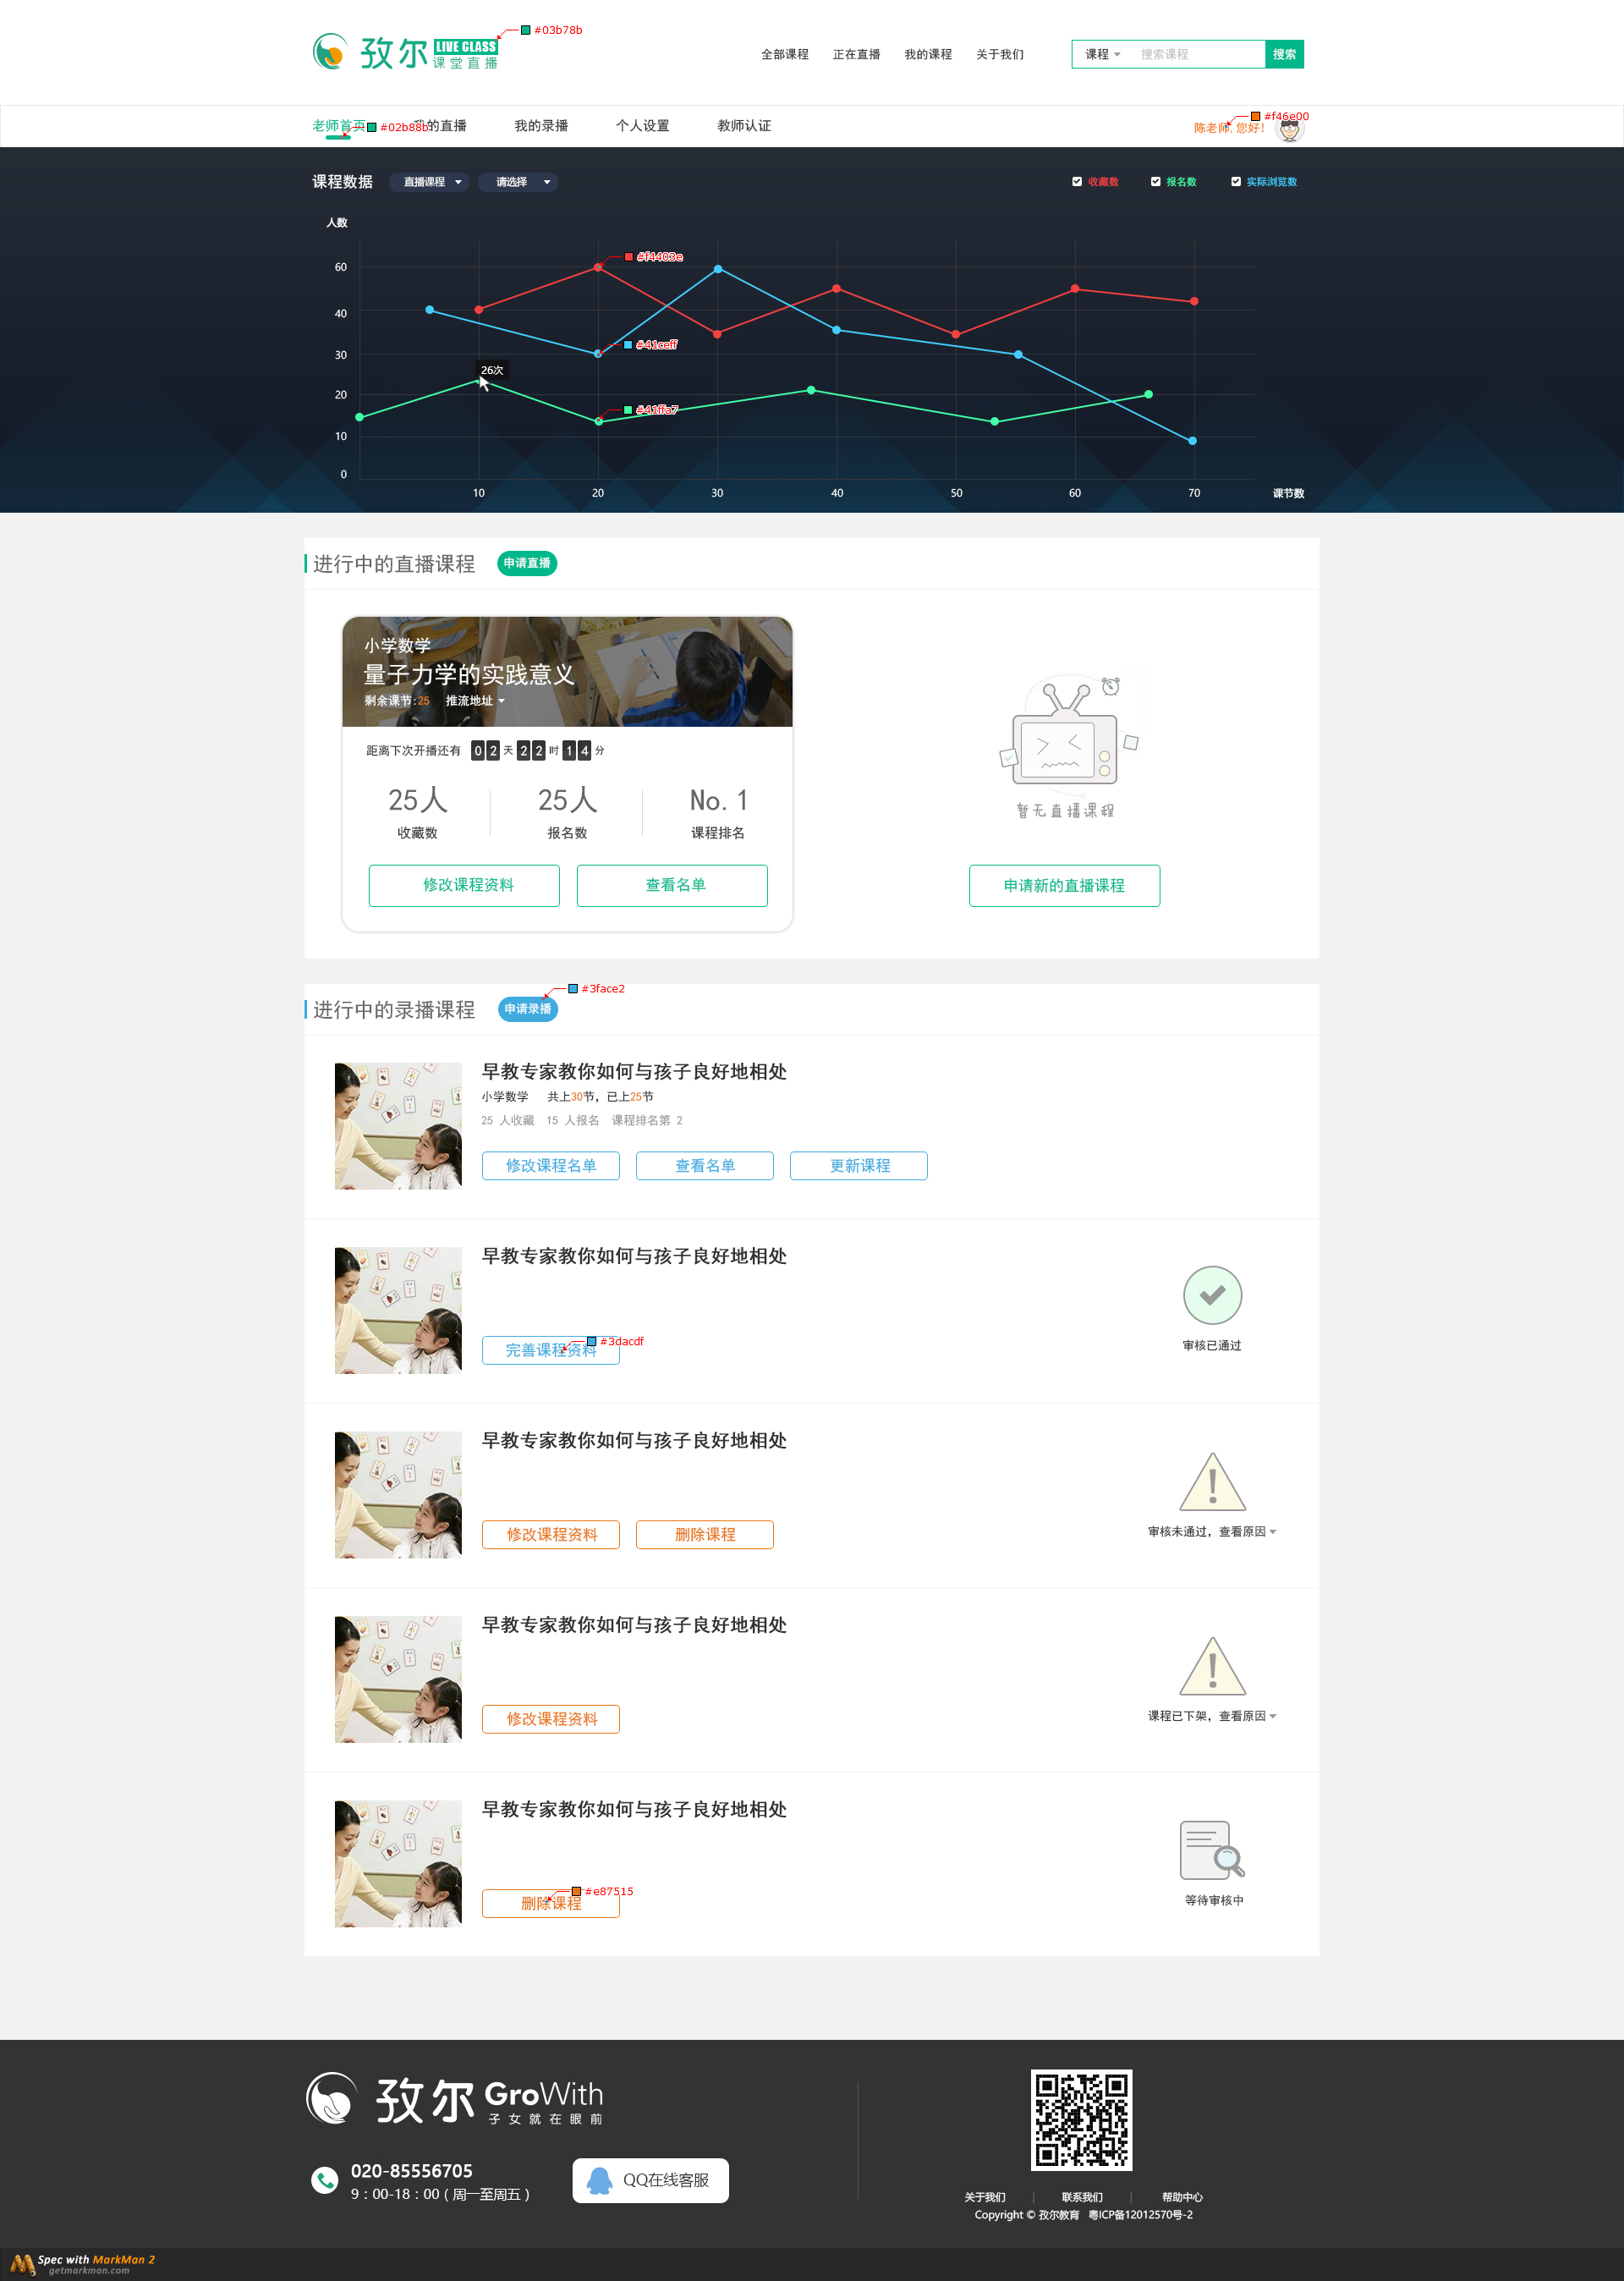 #03b78b
孜尔 LIVE CLASS
课堂直播
全部课程 正在直播 我的课程 关于我们 课程 搜索课程 搜索
老师首页 #02b88b 的直播 我的录播 个人设置 教师认证 陈老师, 您好! #f46e00
课程数据 直播课程 请选择 收藏数 报名数 实际浏览数
人数
60 #f4403e
40
30 #41ceff
26次
20 #41ffa7
10
0
10 20 30 40 50 60 70 课节数
进行中的直播课程 申请直播
小学数学
量子力学的实践意义
剩余课节:25 推流地址
距离下次开播还有 02天22时14分
25人 25人 No.1
收藏数 报名数 课程排名
修改课程资料 查看名单
暂无直播课程
申请新的直播课程
#3face2
进行中的录播课程 申请录播
早教专家教你如何与孩子良好地相处
小学数学 共上30节, 已上25节
25 人收藏 15 人报名 课程排名第 2
修改课程名单 查看名单 更新课程
早教专家教你如何与孩子良好地相处
完善课程资料 #3dacdf
审核已通过
早教专家教你如何与孩子良好地相处
修改课程资料 删除课程
审核未通过, 查看原因
早教专家教你如何与孩子良好地相处
修改课程资料
课程已下架, 查看原因
早教专家教你如何与孩子良好地相处
删除课程 #e87515
等待审核中
孜尔 GroWith
子女就在眼前
020-85556705
9：00-18：00（周一至周五）
QQ在线客服
关于我们 | 联系我们 | 帮助中心
Copyright © 孜尔教育 粤ICP备12012570号-2
Spec with MarkMan 2
getmarkman.com